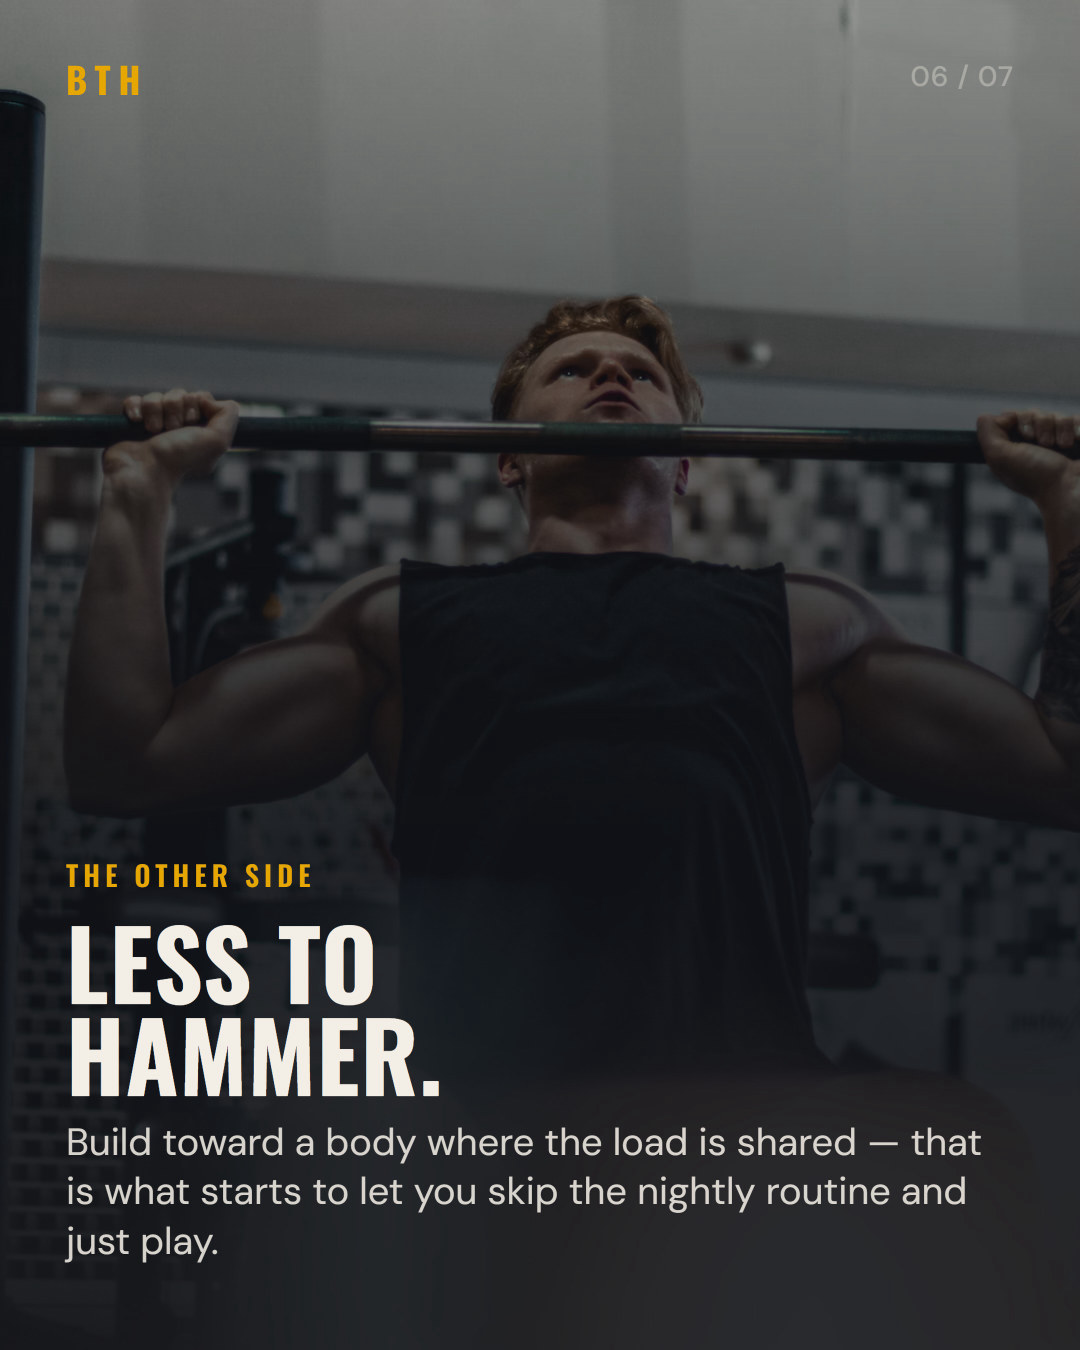 BTH
06 / 07
THE OTHER SIDE
LESS TO
HAMMER.
Build toward a body where the load is shared — that
is what starts to let you skip the nightly routine and
just play.